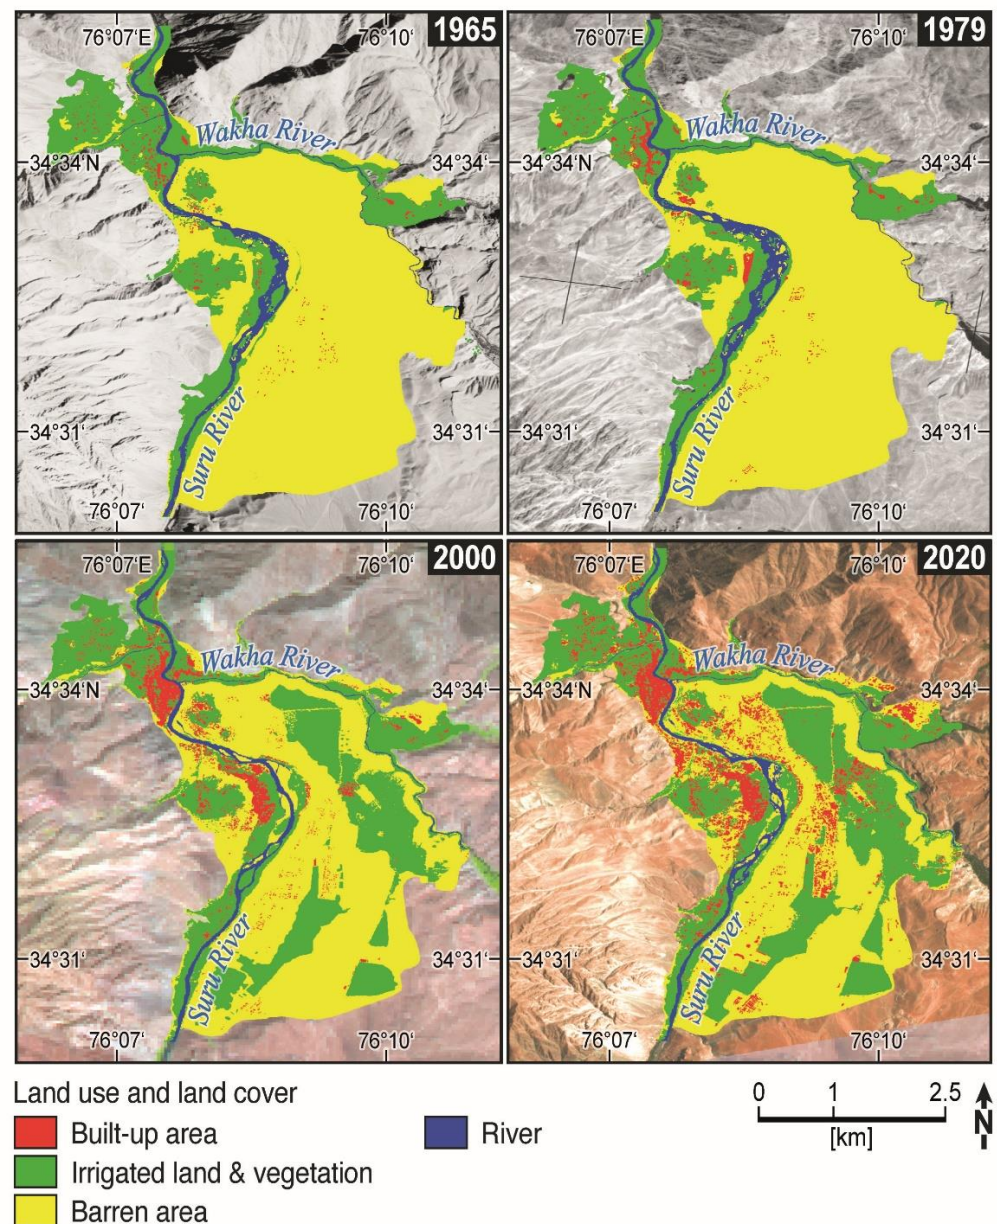 1965
76°07'E
76°10'
Wakha River
34°34'N
34°34‘
34°31‘
34°31‘
Suru River
76°07'
76°10'
1979
76°07'E
76°10'
Wakha River
34°34'N
34°34‘
34°31‘
34°31‘
Suru River
76°07'
76°10'
2000
76°07'E
76°10'
Wakha River
34°34'N
34°34‘
34°31‘
34°31‘
Suru River
76°07‘
76°10'
2020
76°07'E
76°10'
Wakha River
34°34'N
34°34‘
34°31‘
34°31‘
Suru River
76°07‘
76°10'
Land use and land cover
Built-up area
Irrigated land & vegetation
Barren area
River
0 1 2.5
[km]
N